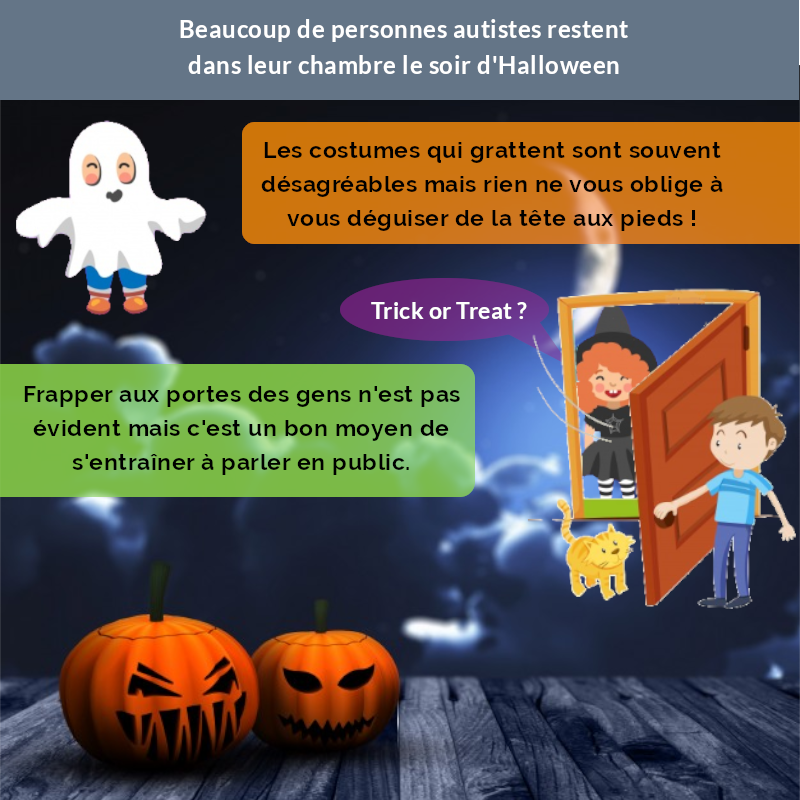 Beaucoup de personnes autistes restent
dans leur chambre le soir d'Halloween
Les costumes qui grattent sont souvent
désagréables mais rien ne vous oblige à
vous déguiser de la tête aux pieds !
Trick or Treat ?
Frapper aux portes des gens n'est pas
évident mais c'est un bon moyen de
s'entraîner à parler en public.